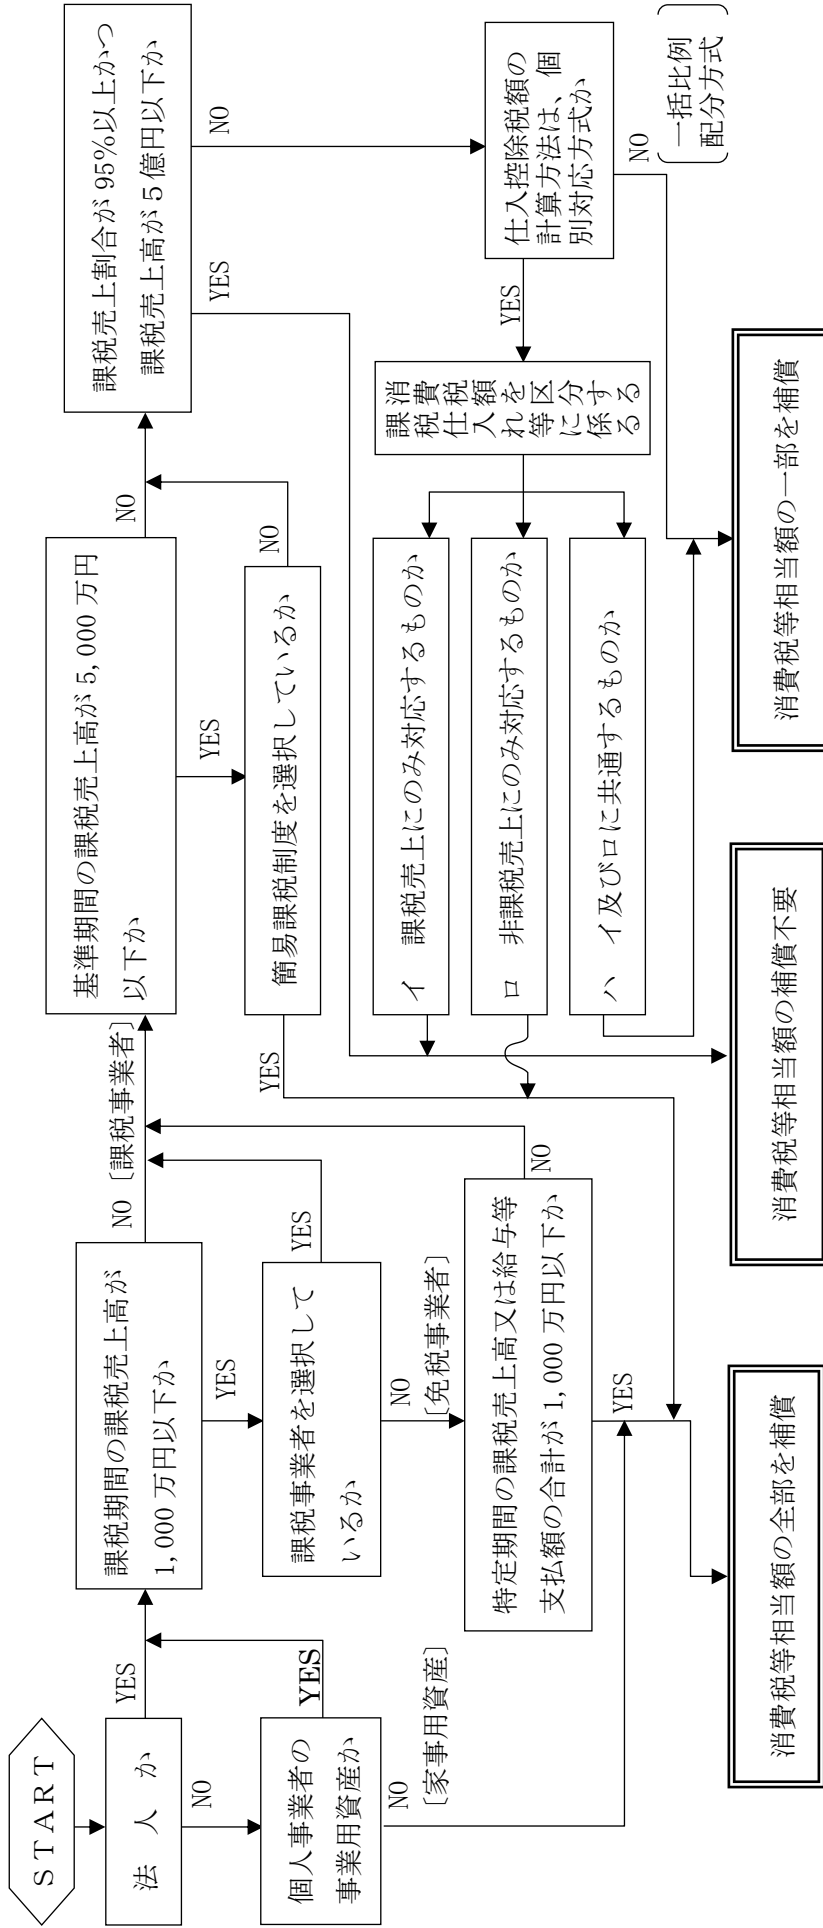 START
法人か
YES
NO
個人事業者の
事業用資産か
YES
NO
〔家事用資産〕
課税期間の課税売上高が
1,000万円以下か
NO〔課税事業者〕
YES
課税事業者を選択して
いるか
YES
NO
〔免税事業者〕
特定期間の課税売上高又は給与等
支払額の合計が1,000万円以下か
NO
YES
基準期間の課税売上高が5,000万円
以下か
NO
YES
簡易課税制度を選択しているか
NO
YES
課税売上割合が95%以上かつ
課税売上高が5億円以下か
NO
YES
仕入控除税額の
計算方法は、個
別対応方式か
YES
NO
一括比例
配分方式
課税仕入れ等に係る
消費税額を区分する
イ 課税売上にのみ対応するものか
ロ 非課税売上にのみ対応するものか
ハ イ及びロに共通するものか
消費税等相当額の全部を補償
消費税等相当額の補償不要
消費税等相当額の一部を補償